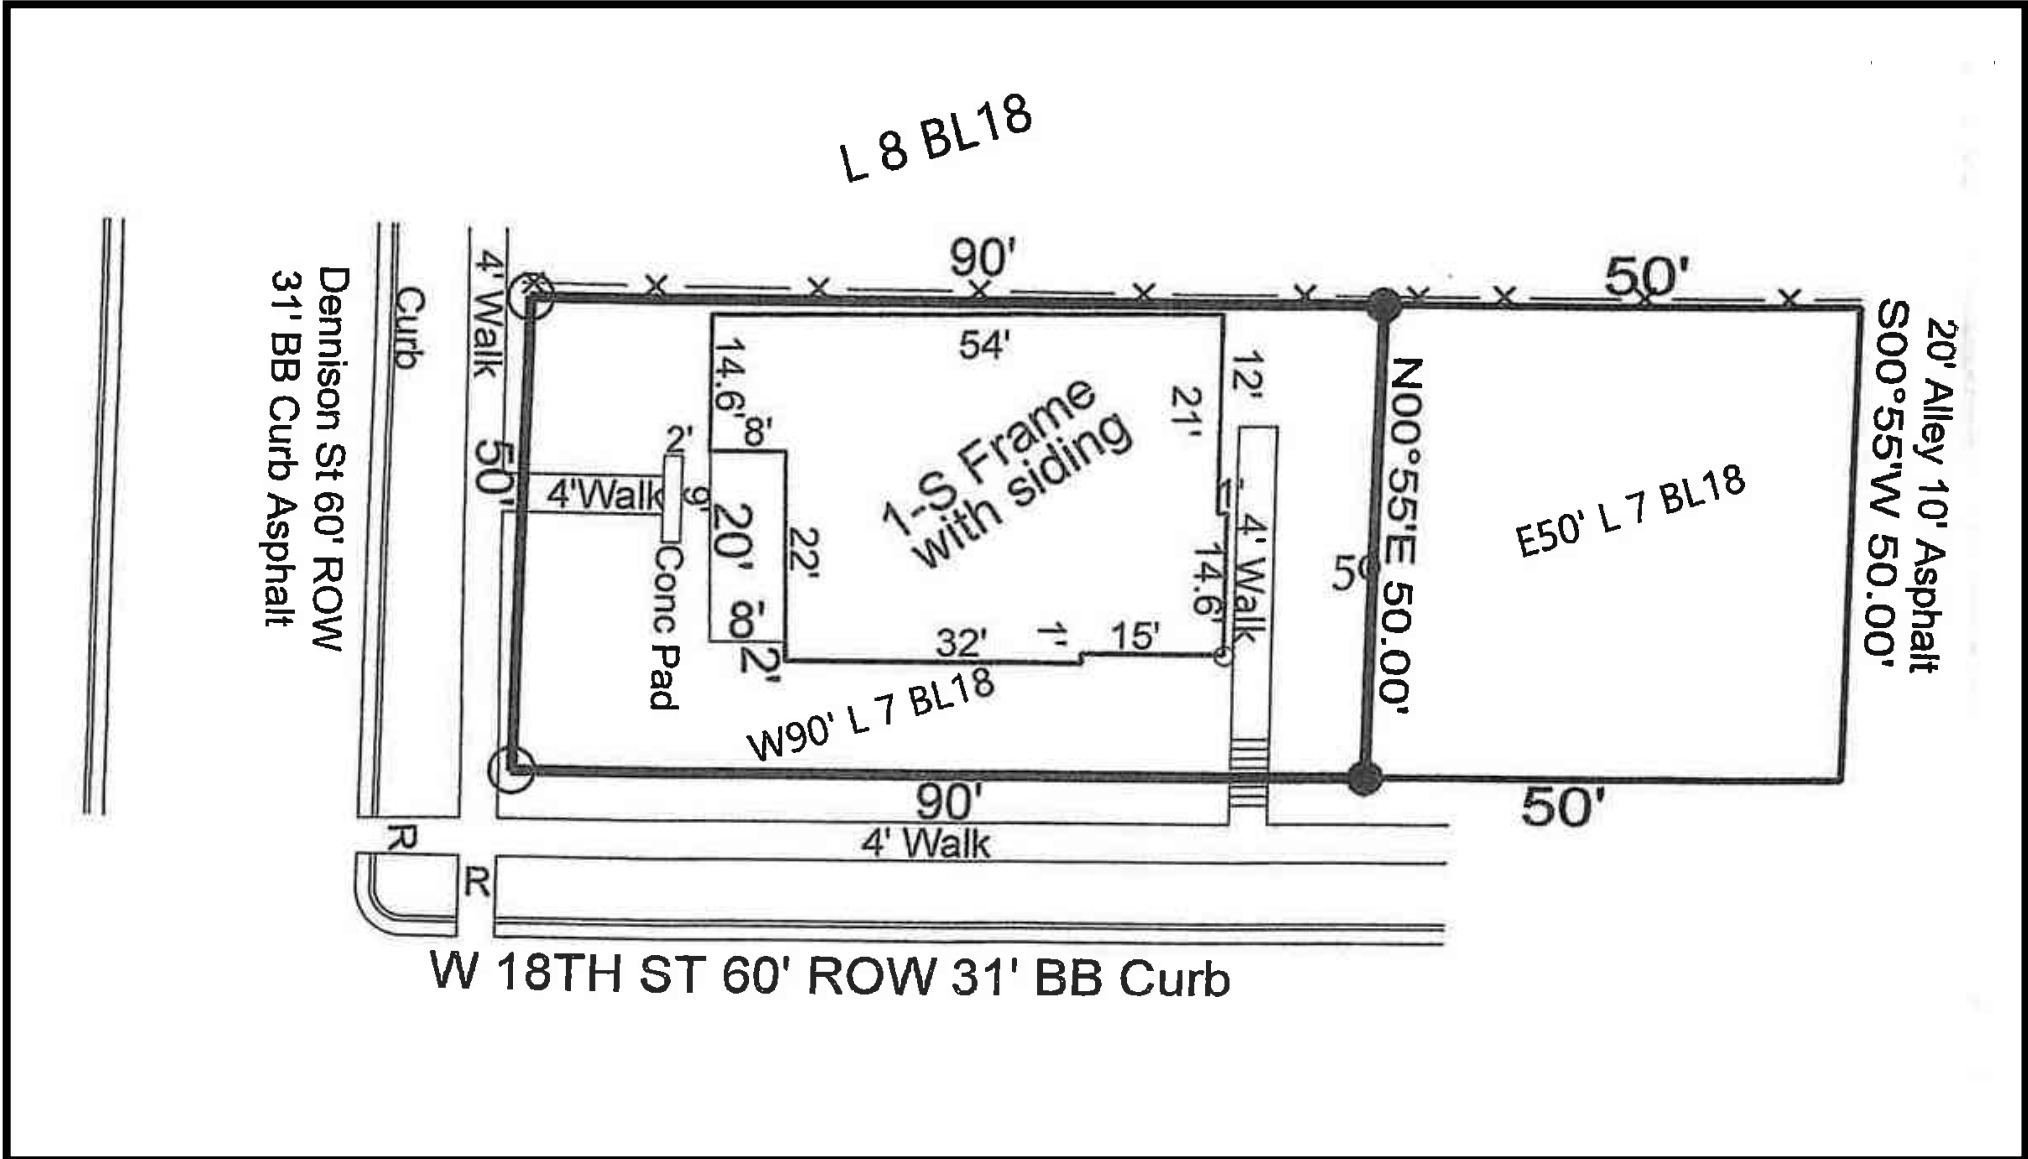 L 8 BL18
90'
50'
20' Alley 10' Asphalt
S00°55'W 50.00'
N00°55'E 50.00'
Dennison St 60' ROW
31' BB Curb Asphalt
Curb
4' Walk
50'
54'
14.6'
8'
12'
21'
1-S Frame
with siding
2'
4'Walk
9'
20'
22'
8'
2'
Conc Pad
1'
14.6'
4' Walk
32'
1'
15'
W90' L 7 BL18
E50' L 7 BL18
90'
50'
4' Walk
R
R
W 18TH ST 60' ROW 31' BB Curb